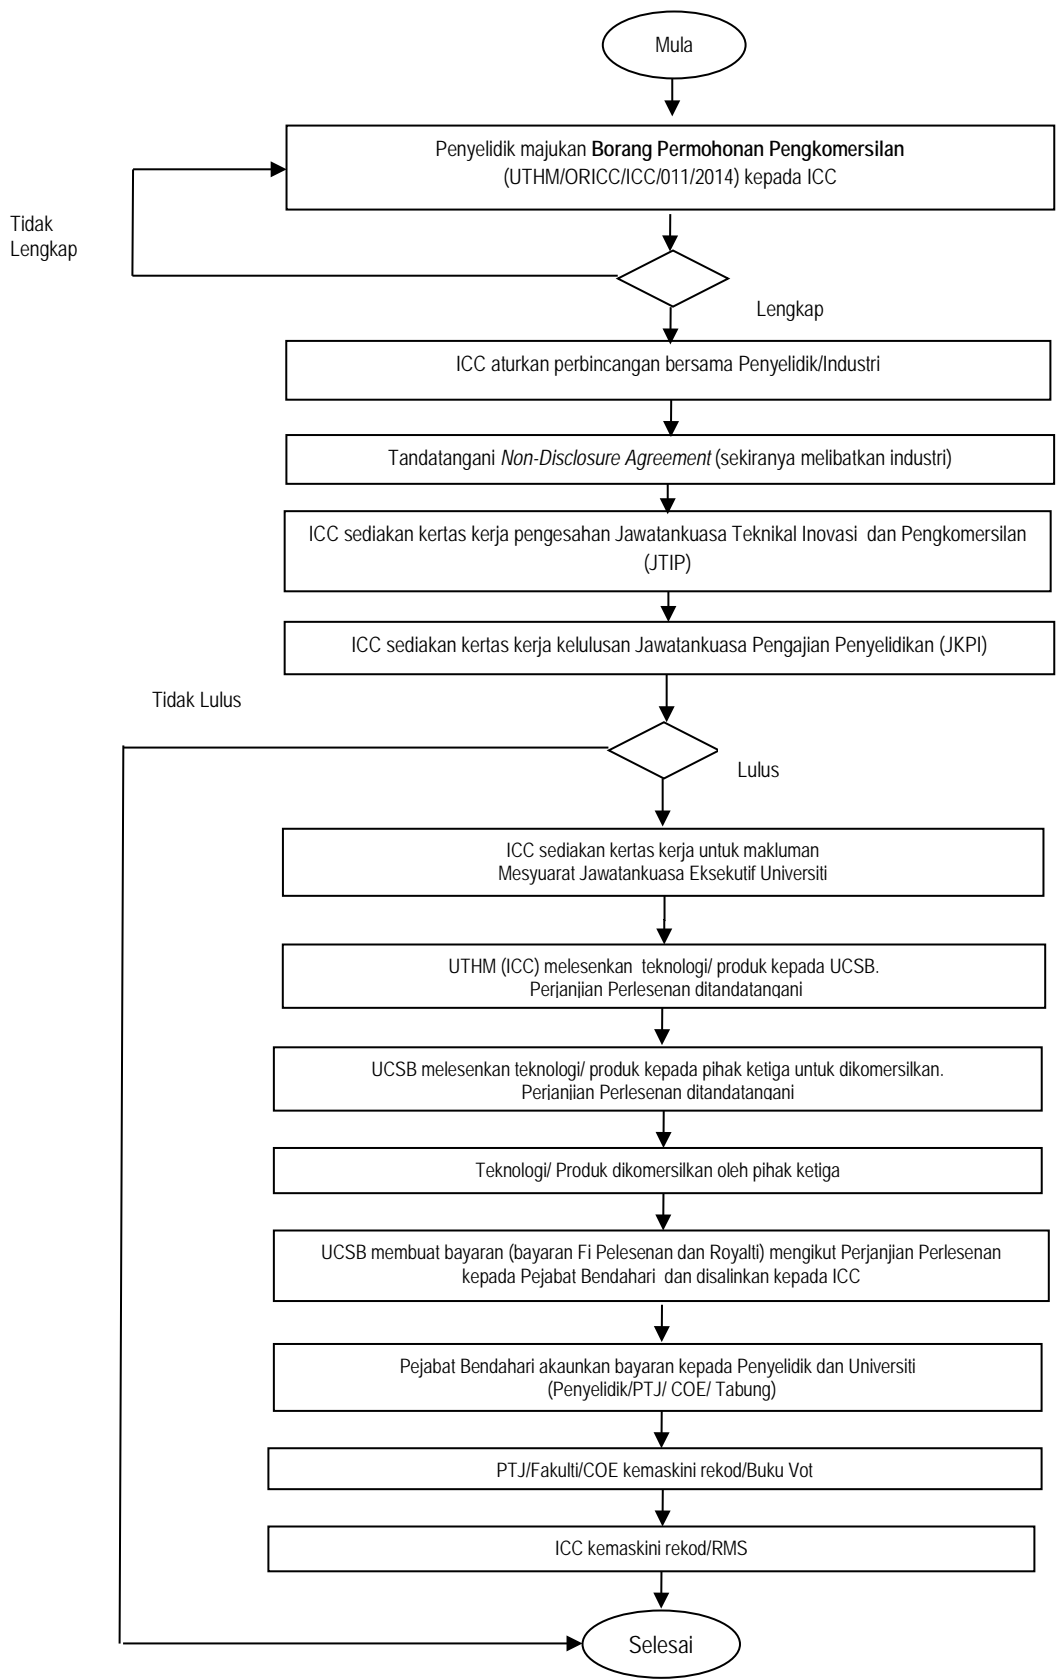 Mula
Penyelidik majukan Borang Permohonan Pengkomersilan
(UTHM/ORICC/ICC/011/2014) kepada ICC
Tidak
Lengkap
Lengkap
ICC aturkan perbincangan bersama Penyelidik/Industri
Tandatangani Non-Disclosure Agreement (sekiranya melibatkan industri)
ICC sediakan kertas kerja pengesahan Jawatankuasa Teknikal Inovasi dan Pengkomersilan
(JTIP)
ICC sediakan kertas kerja kelulusan Jawatankuasa Pengajian Penyelidikan (JKPI)
Tidak Lulus
Lulus
ICC sediakan kertas kerja untuk makluman
Mesyuarat Jawatankuasa Eksekutif Universiti
UTHM (ICC) melesenkan teknologi/ produk kepada UCSB.
Perjanjian Perlesenan ditandatangani
UCSB melesenkan teknologi/ produk kepada pihak ketiga untuk dikomersilkan.
Perjanjian Perlesenan ditandatangani
Teknologi/ Produk dikomersilkan oleh pihak ketiga
UCSB membuat bayaran (bayaran Fi Pelesenan dan Royalti) mengikut Perjanjian Perlesenan
kepada Pejabat Bendahari dan disalinkan kepada ICC
Pejabat Bendahari akaunkan bayaran kepada Penyelidik dan Universiti
(Penyelidik/PTJ/ COE/ Tabung)
PTJ/Fakulti/COE kemaskini rekod/Buku Vot
ICC kemaskini rekod/RMS
Selesai